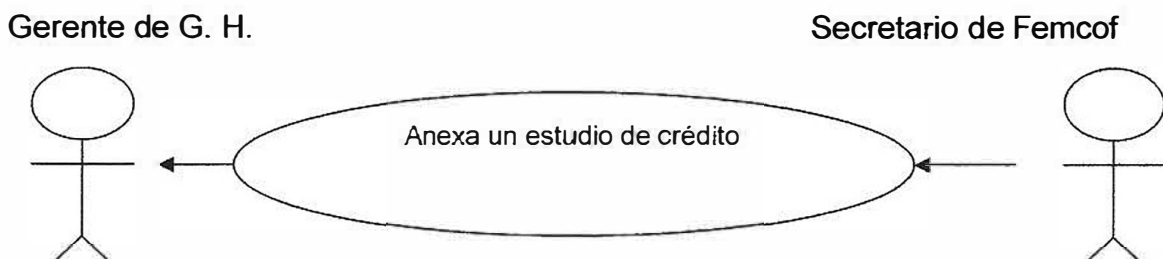 Gerente de G. H.
Secretario de Femcof
Anexa un estudio de crédito